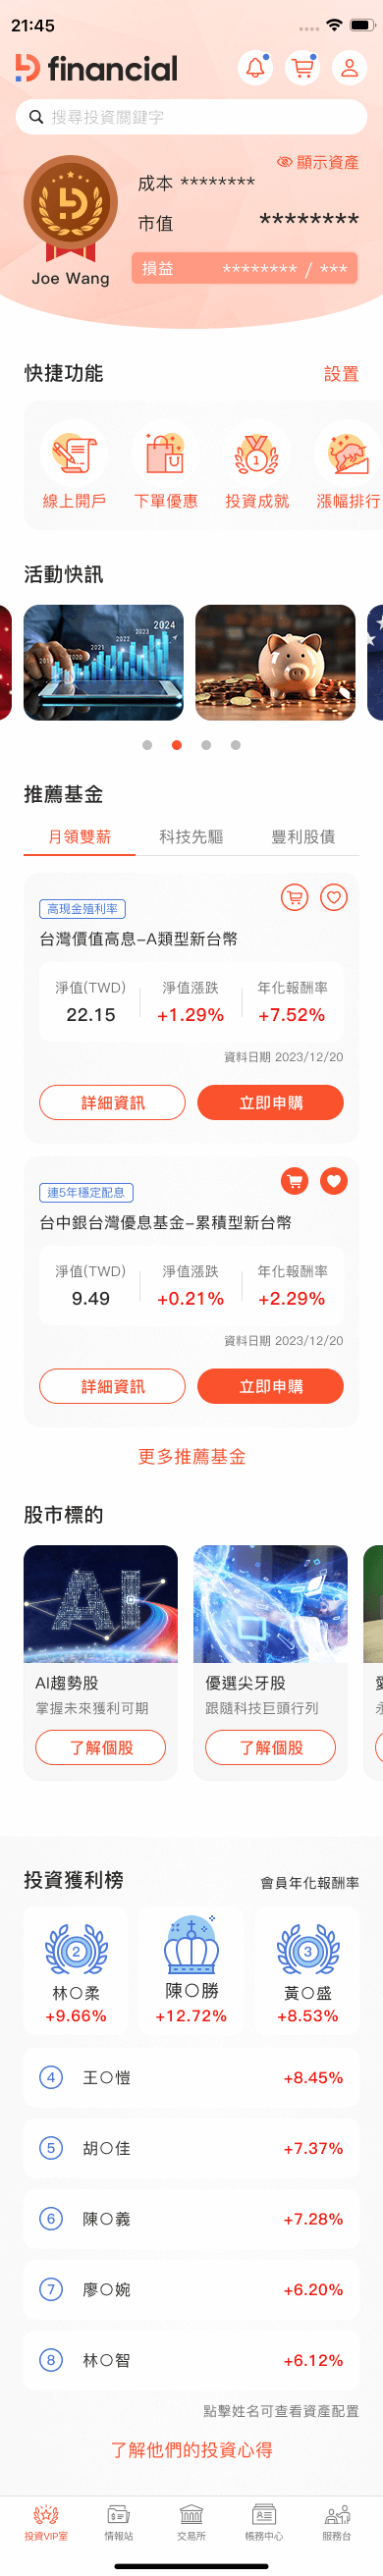 21:45
financial
搜尋投資關鍵字
顯示資產
成本 ********
市值 ********
損益 ******** / ***
Joe Wang
快捷功能 設置
線上開戶 下單優惠 投資成就 漲幅排行
活動快訊
2019 2020 2021 2022 2023 2024
推薦基金
月領雙薪 科技先驅 豐利股債
高現金殖利率
台灣價值高息-A類型新台幣
淨值(TWD) 淨值漲跌 年化報酬率
22.15 +1.29% +7.52%
資料日期 2023/12/20
詳細資訊 立即申購
連5年穩定配息
台中銀台灣優息基金-累積型新台幣
淨值(TWD) 淨值漲跌 年化報酬率
9.49 +0.21% +2.29%
資料日期 2023/12/20
詳細資訊 立即申購
更多推薦基金
股市標的
AI
AI趨勢股 優選尖牙股
掌握未來獲利可期 跟隨科技巨頭行列
了解個股 了解個股
投資獲利榜 會員年化報酬率
2 3
林○柔 陳○勝 黃○盛
+9.66% +12.72% +8.53%
4 王○愷 +8.45%
5 胡○佳 +7.37%
6 陳○義 +7.28%
7 廖○婉 +6.20%
8 林○智 +6.12%
點擊姓名可查看資產配置
了解他們的投資心得
投資VIP室 情報站 交易所 帳務中心 服務台